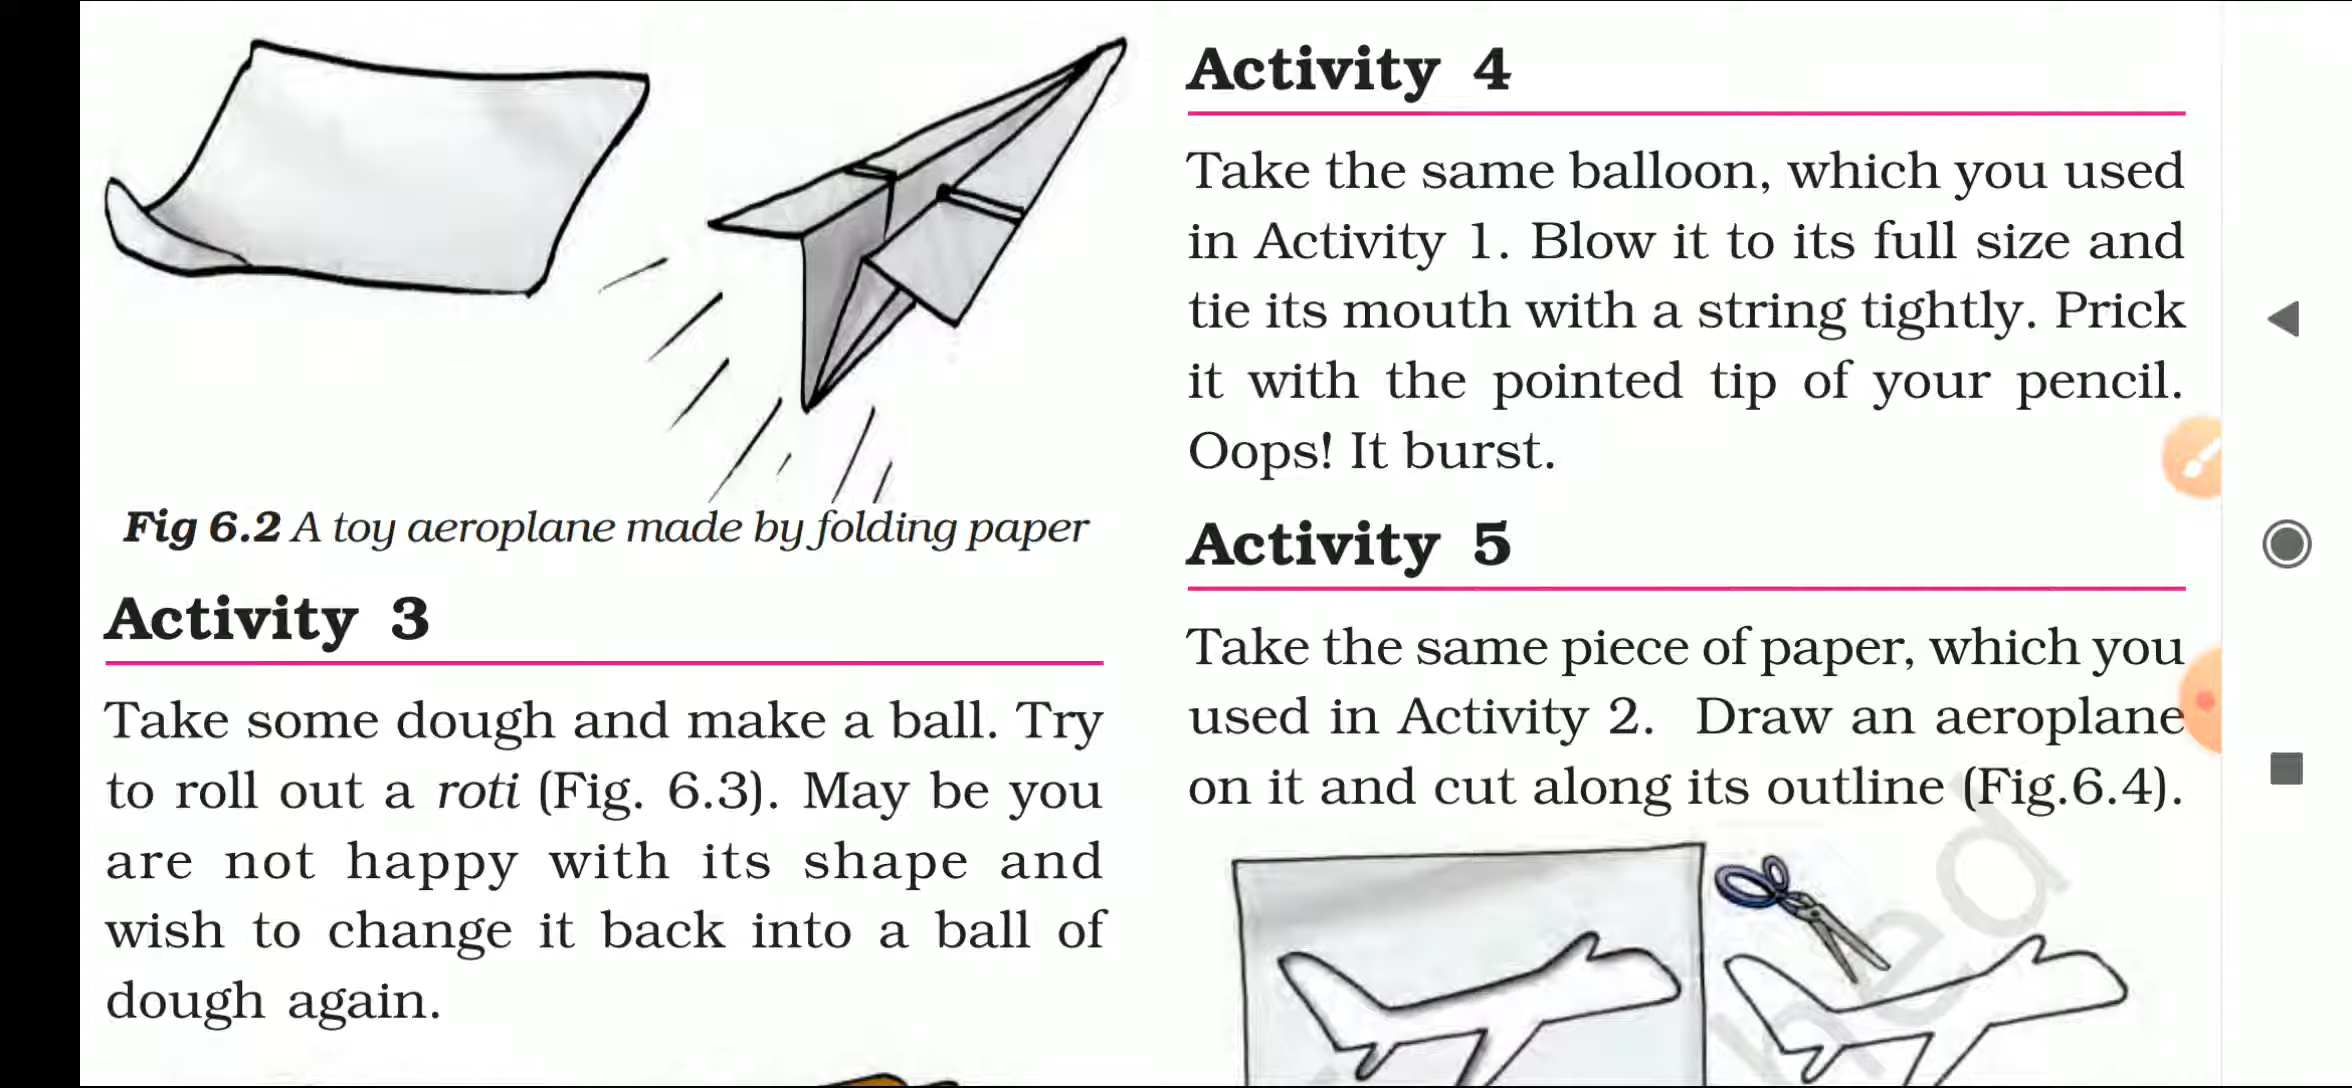 Fig 6.2 A toy aeroplane made by folding paper
Activity 3
Take some dough and make a ball. Try
to roll out a roti (Fig. 6.3). May be you
are not happy with its shape and
wish to change it back into a ball of
dough again.
Activity 4
Take the same balloon, which you used
in Activity 1. Blow it to its full size and
tie its mouth with a string tightly. Prick
it with the pointed tip of your pencil.
Oops! It burst.
Activity 5
Take the same piece of paper, which you
used in Activity 2. Draw an aeroplane
on it and cut along its outline (Fig.6.4).